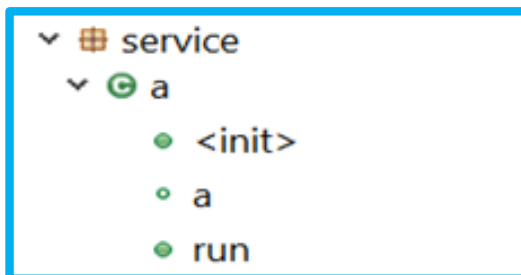 service
a
<init>
a
run